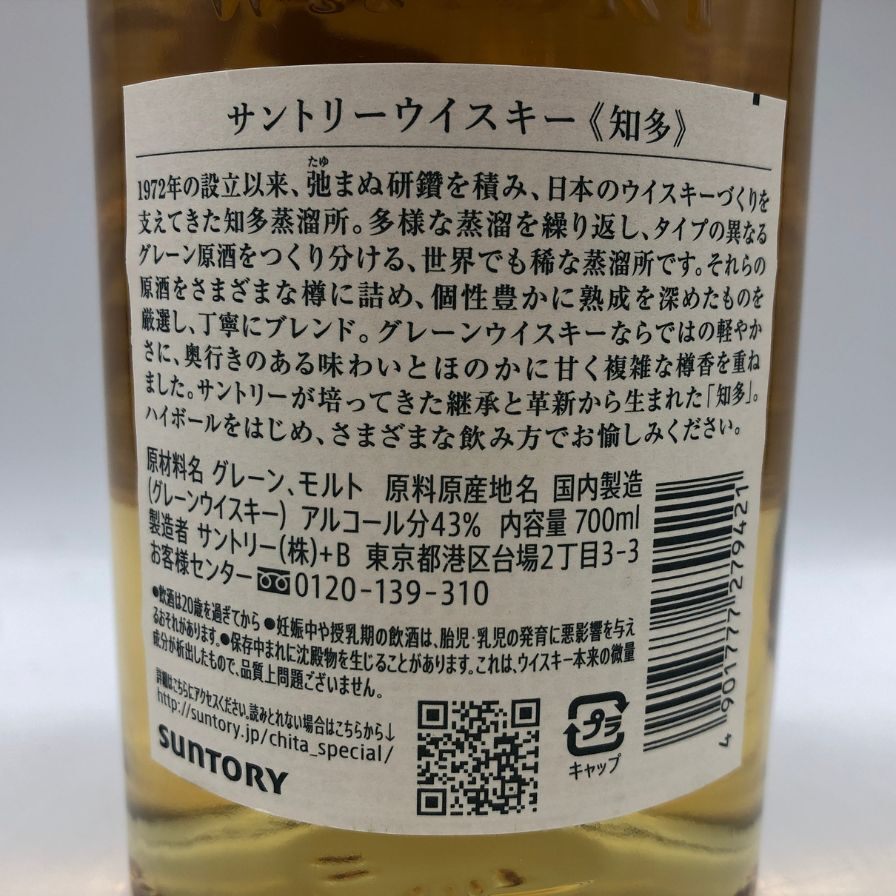 サントリーウイスキー《知多》
1972年の設立以来、弛まぬ研鑽を積み、日本のウイスキーづくりを
たゆ
支えてきた知多蒸溜所。多様な蒸溜を繰り返し、タイプの異なる
グレーン原酒をつくり分ける、世界でも稀な蒸溜所です。それらの
原酒をさまざまな樽に詰め、個性豊かに熟成を深めたものを
厳選し、丁寧にブレンド。グレーンウイスキーならではの軽やか
さに、奥行きのある味わいとほのかに甘く複雑な樽香を重ね
ました。サントリーが培ってきた継承と革新から生まれた「知多」。
ハイボールをはじめ、さまざまな飲み方でお愉しみください。
原材料名 グレーン、モルト 原料原産地名 国内製造
(グレーンウイスキー) アルコール分43% 内容量 700ml
製造者 サントリー(株)+B 東京都港区台場2丁目3-3
お客様センター 0120-139-310
●飲酒は20歳を過ぎてから ●妊娠中や授乳期の飲酒は、胎児・乳児の発育に悪影響を与え
るおそれがあります。●保存中まれに沈殿物を生じることがあります。これは、ウイスキー本来の微量
成分が析出したもので、品質上問題ございません。
詳細はこちらにアクセスください。読みとれない場合はこちらから↓
http://suntory.jp/chita_special/
SUNTORY
プラ
キャップ
4 901777 279421